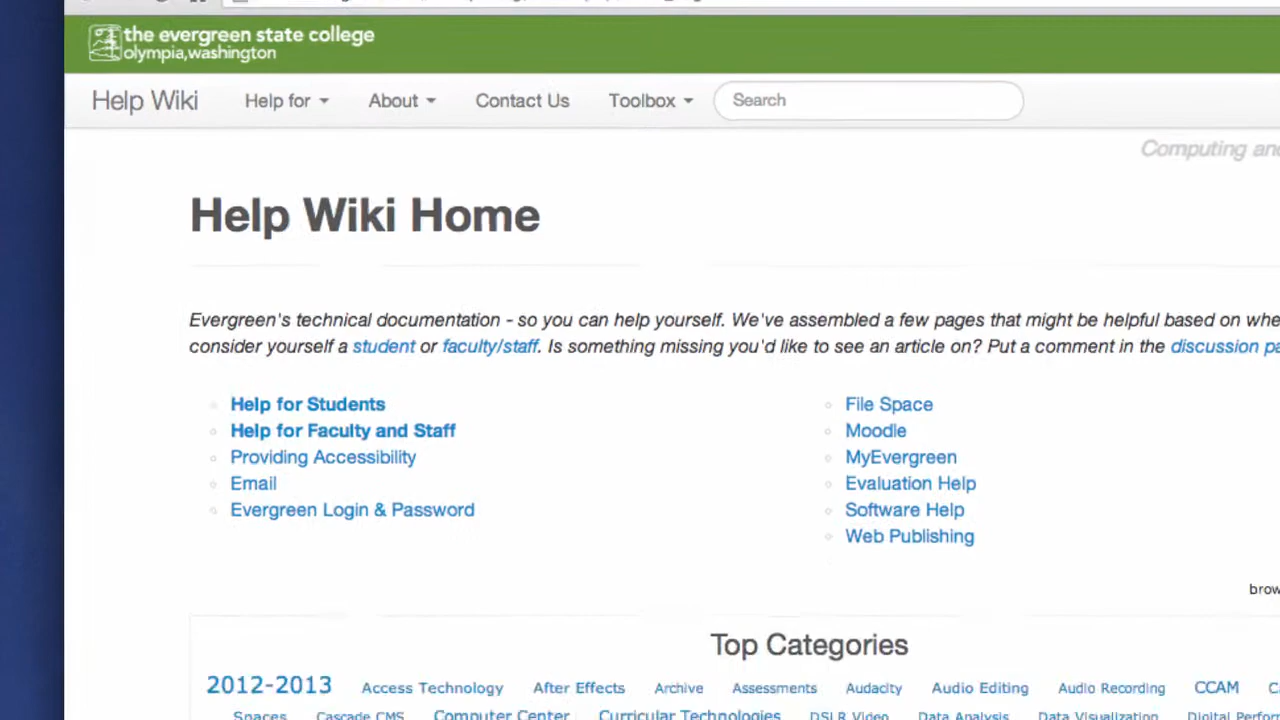 the evergreen state college
olympia,washington
Help Wiki Help for About Contact Us Toolbox Search
Computing
Help Wiki Home
Evergreen's technical documentation - so you can help yourself. We've assembled a few pages that might be helpful based on
consider yourself a student or faculty/staff. Is something missing you'd like to see an article on? Put a comment in the discussion
Help for Students
Help for Faculty and Staff
Providing Accessibility
Email
Evergreen Login & Password
File Space
Moodle
MyEvergreen
Evaluation Help
Software Help
Web Publishing
Top Categories
2012-2013 Access Technology After Effects Archive Assessments Audacity Audio Editing Audio Recording CCAM
Spaces Cascade CMS Computer Center Curricular Technologies DSLR Video Data Analysis Data Visualization Digital